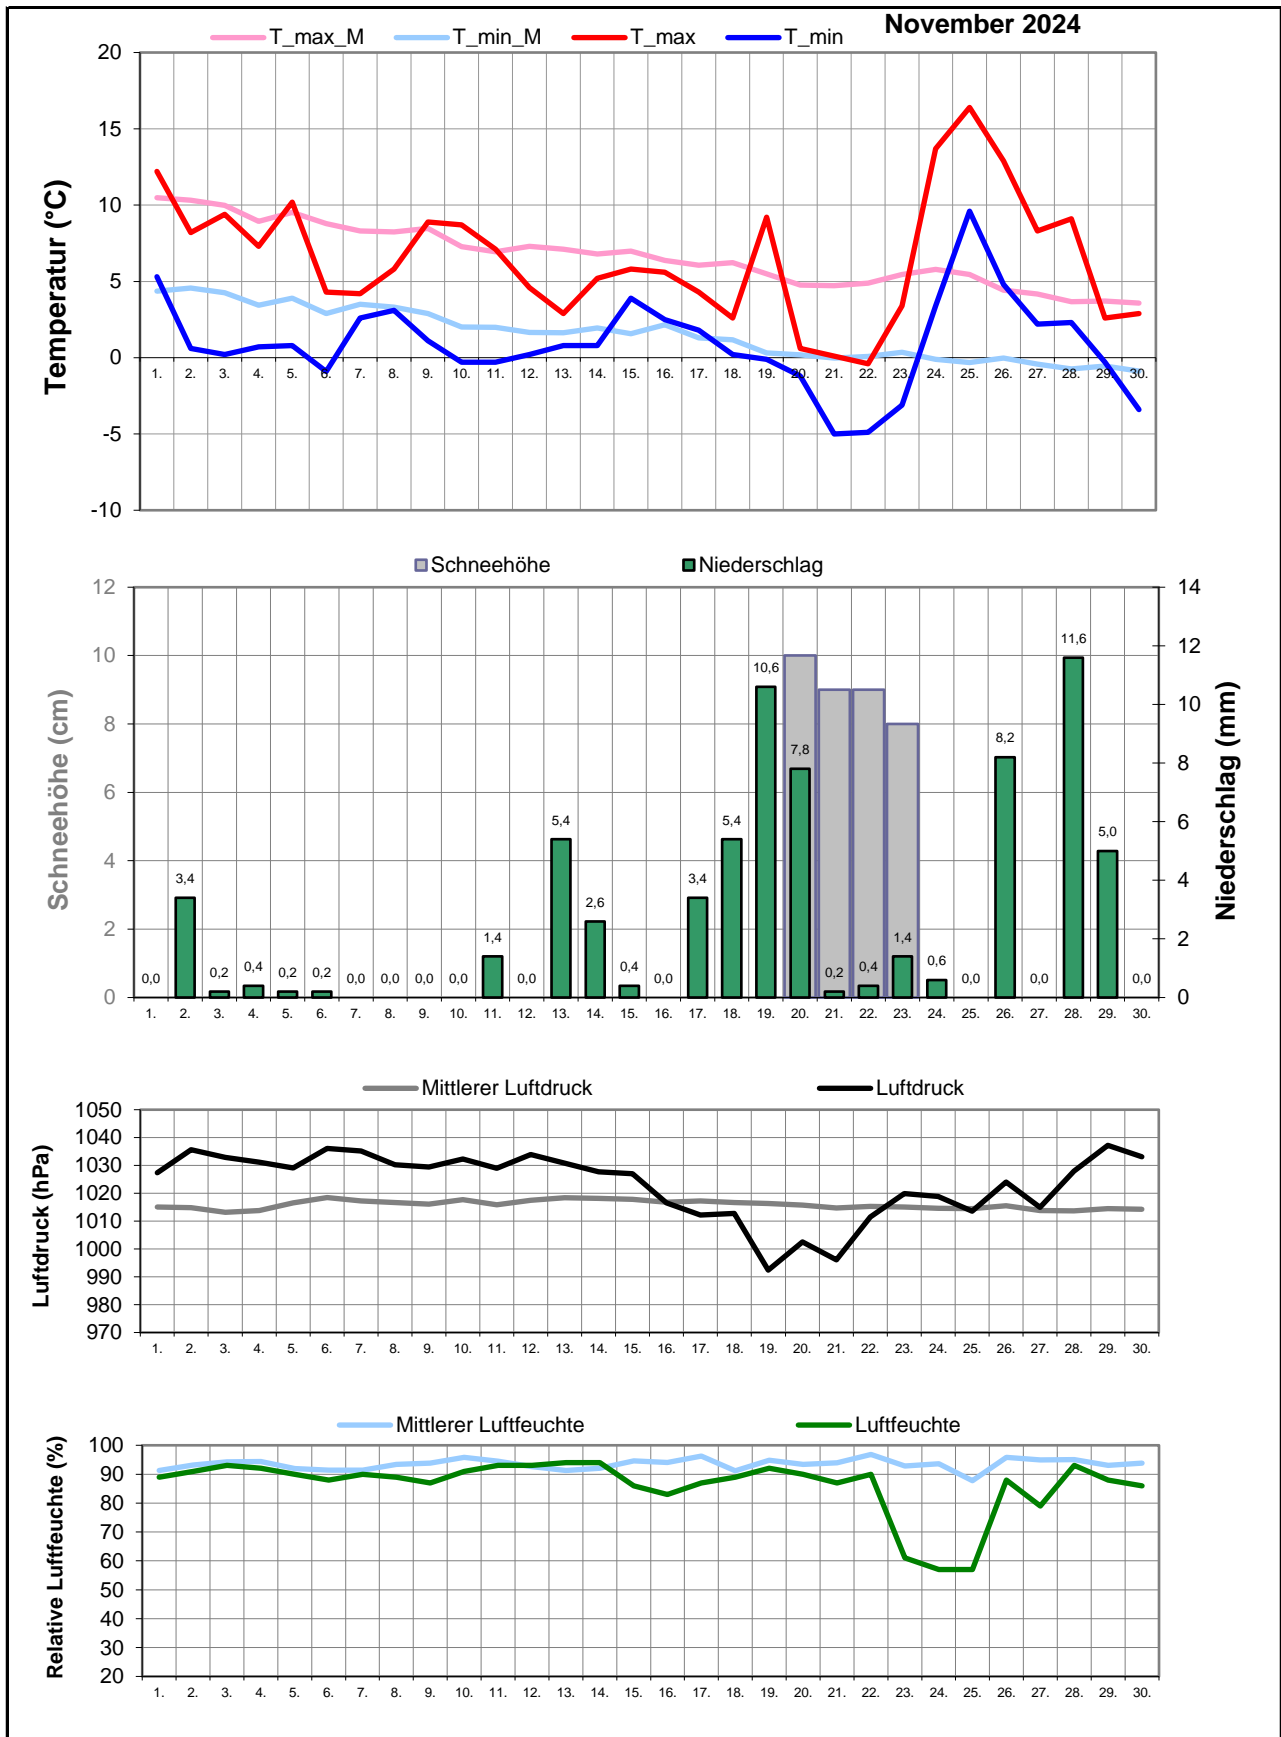 November 2024
T_max_M T_min_M T_max T_min
Temperatur (°C)
20
15
10
5
0
-5
-10
1. 2. 3. 4. 5. 6. 7. 8. 9. 10. 11. 12. 13. 14. 15. 16. 17. 18. 19. 20. 21. 22. 23. 24. 25. 26. 27. 28. 29. 30.
Schneehöhe Niederschlag
Schneehöhe (cm)
12
10
8
6
4
2
0
Niederschlag (mm)
14
12
10
8
6
4
2
0
0,0 3,4 0,2 0,4 0,2 0,2 0,0 0,0 0,0 0,0 1,4 0,0 5,4 2,6 0,4 0,0 3,4 5,4 10,6 7,8 0,2 0,4 1,4 0,6 0,0 8,2 0,0 11,6 5,0 0,0
1. 2. 3. 4. 5. 6. 7. 8. 9. 10. 11. 12. 13. 14. 15. 16. 17. 18. 19. 20. 21. 22. 23. 24. 25. 26. 27. 28. 29. 30.
Mittlerer Luftdruck Luftdruck
Luftdruck (hPa)
1050
1040
1030
1020
1010
1000
990
980
970
1. 2. 3. 4. 5. 6. 7. 8. 9. 10. 11. 12. 13. 14. 15. 16. 17. 18. 19. 20. 21. 22. 23. 24. 25. 26. 27. 28. 29. 30.
Mittlerer Luftfeuchte Luftfeuchte
Relative Luftfeuchte (%)
100
90
80
70
60
50
40
30
20
1. 2. 3. 4. 5. 6. 7. 8. 9. 10. 11. 12. 13. 14. 15. 16. 17. 18. 19. 20. 21. 22. 23. 24. 25. 26. 27. 28. 29. 30.